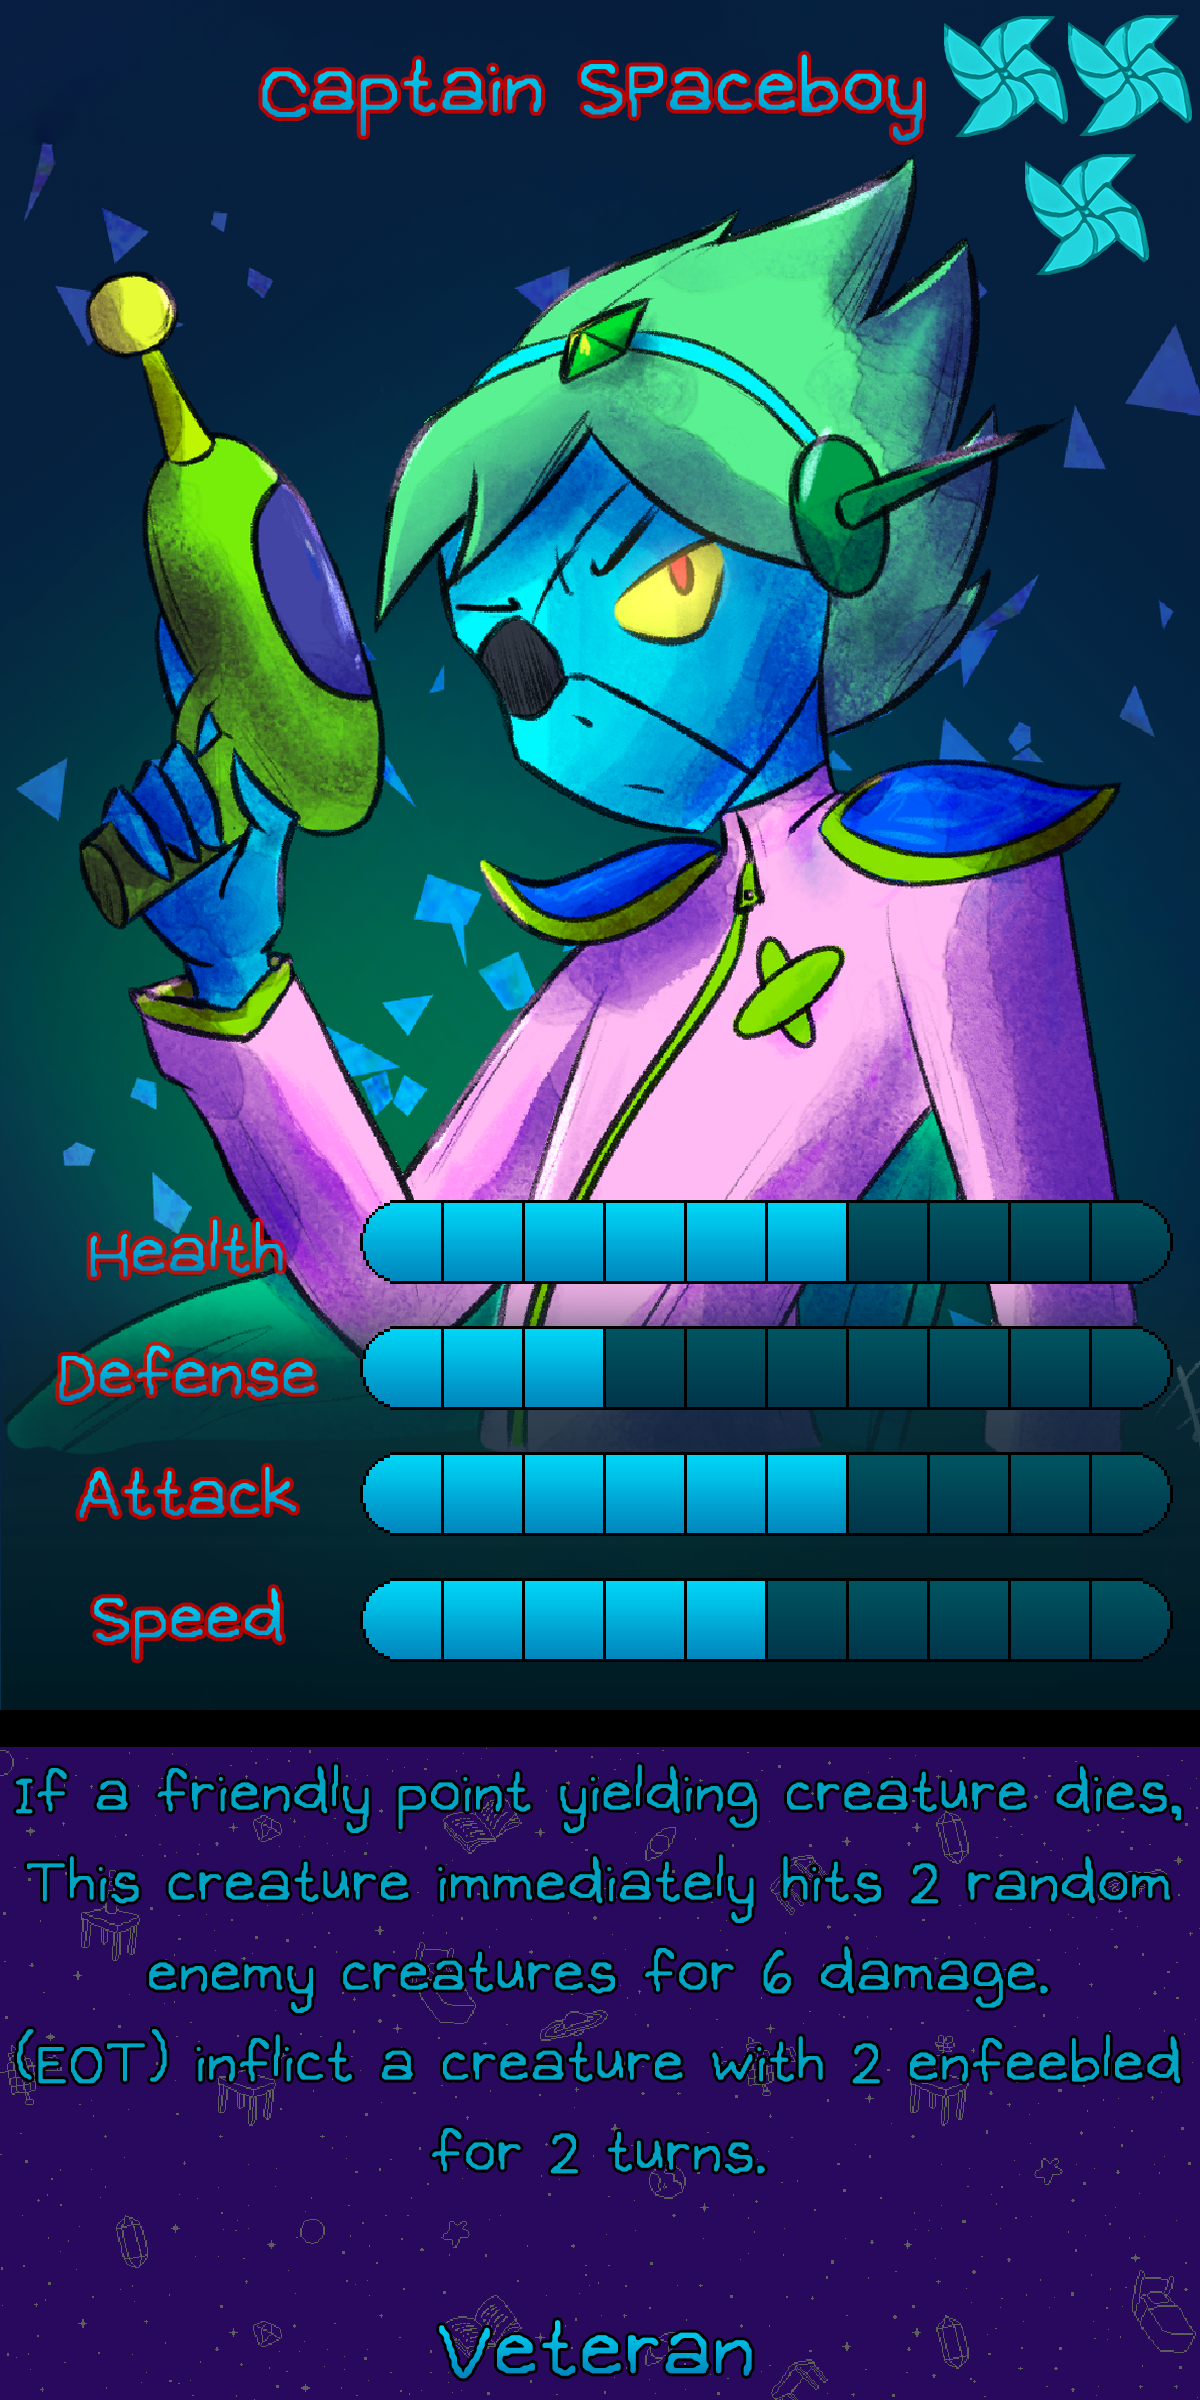 Captain SPaceboy
Health
Defense
Attack
Speed
If a friendly point yielding creature dies,
This creature immediately hits 2 random
enemy creatures for 6 damage.
(EOT) inflict a creature with 2 enfeebled
for 2 turns.
Veteran